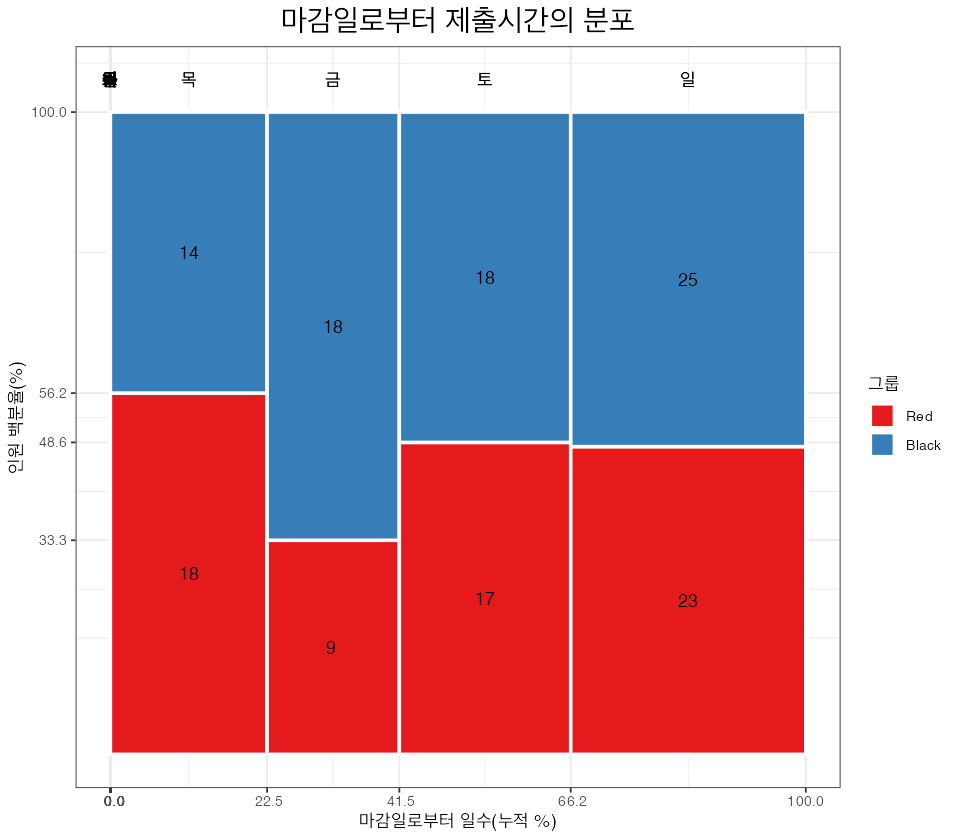 마감일로부터 제출시간의 분포
목 금 토 일
100.0
14
18
18
25
56.2
48.6
33.3
18
9
17
23
인원 백분율(%)
그룹
Red
Black
0.0 22.5 41.5 66.2 100.0
마감일로부터 일수(누적 %)